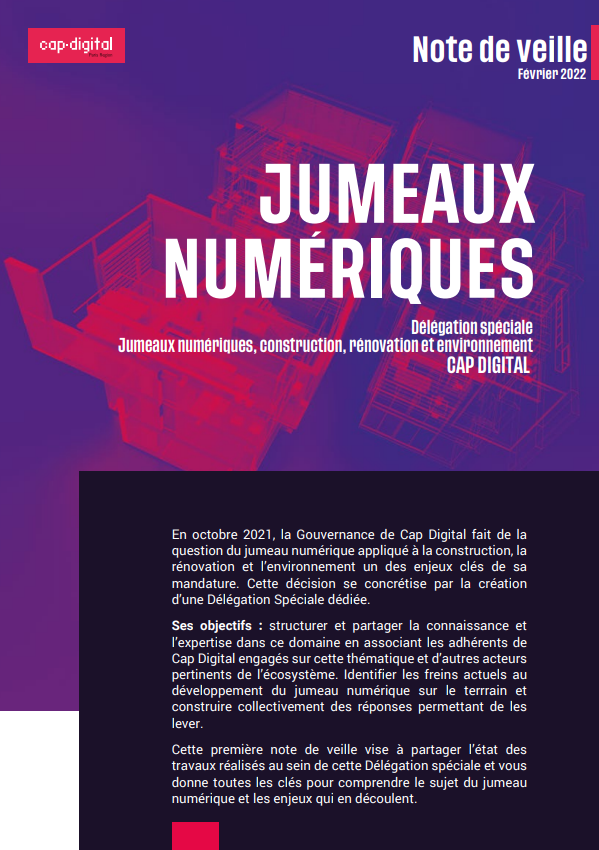 cap·digital
Paris Region
Note de veille
Février 2022
JUMEAUX
NUMÉRIQUES
Délégation spéciale
Jumeaux numériques, construction, rénovation et environnement
CAP DIGITAL
En octobre 2021, la Gouvernance de Cap Digital fait de la
question du jumeau numérique appliqué à la construction, la
rénovation et l'environnement un des enjeux clés de sa
mandature. Cette décision se concrétise par la création
d'une Délégation Spéciale dédiée.
Ses objectifs : structurer et partager la connaissance et
l'expertise dans ce domaine en associant les adhérents de
Cap Digital engagés sur cette thématique et d'autres acteurs
pertinents de l'écosystème. Identifier les freins actuels au
développement du jumeau numérique sur le terrrain et
construire collectivement des réponses permettant de les
lever.
Cette première note de veille vise à partager l'état des
travaux réalisés au sein de cette Délégation spéciale et vous
donne toutes les clés pour comprendre le sujet du jumeau
numérique et les enjeux qui en découlent.